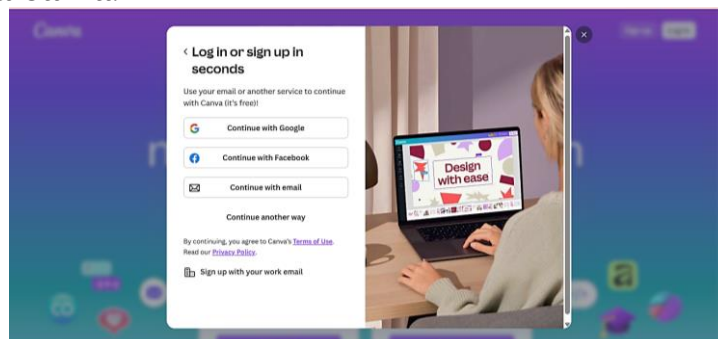 Canva
‹ Log in or sign up in
seconds
Use your email or another service to continue
with Canva (it's free)!
Continue with Google
Continue with Facebook
Continue with email
Continue another way
By continuing, you agree to Canva's Terms of Use.
Read our Privacy Policy.
Sign up with your work email
Design
with ease